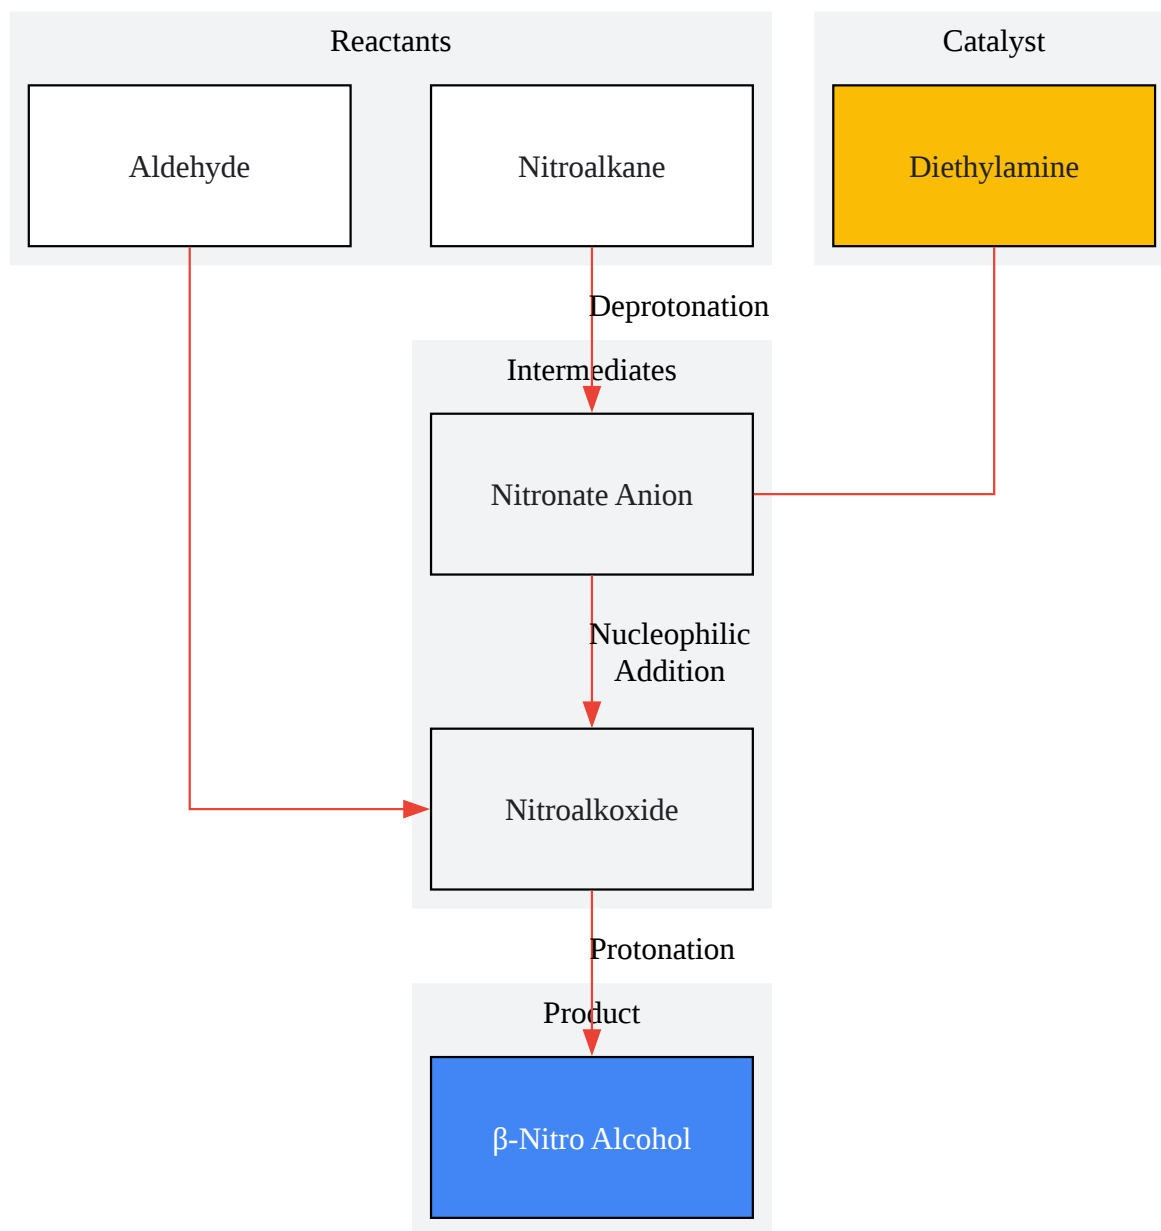 Reactants
Catalyst
Aldehyde
Nitroalkane
Diethylamine
Deprotonation
Intermediates
Nitronate Anion
Nucleophilic
Addition
Nitroalkoxide
Protonation
Product
β-Nitro Alcohol